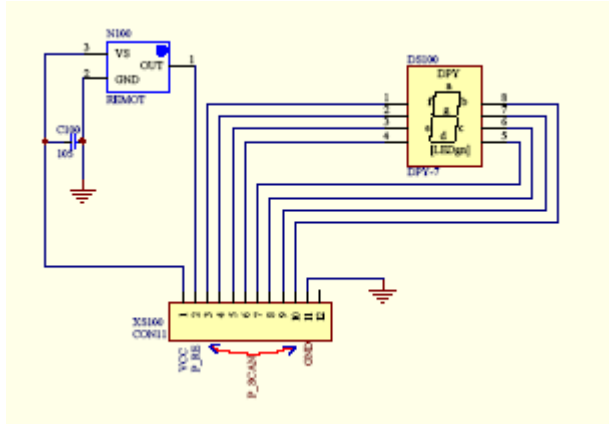 N100
3 VS
OUT 1
2 GND
REMOT
C100
105
DS100
DPY
a
f b
g
e c
d
[LEDgn]
DPY-7
1
2
3
4
8
7
6
5
XS100
CON11
1 2 3 4 5 6 7 8 9 10 11 12
VCC
P_RE
P_SCAN
GND